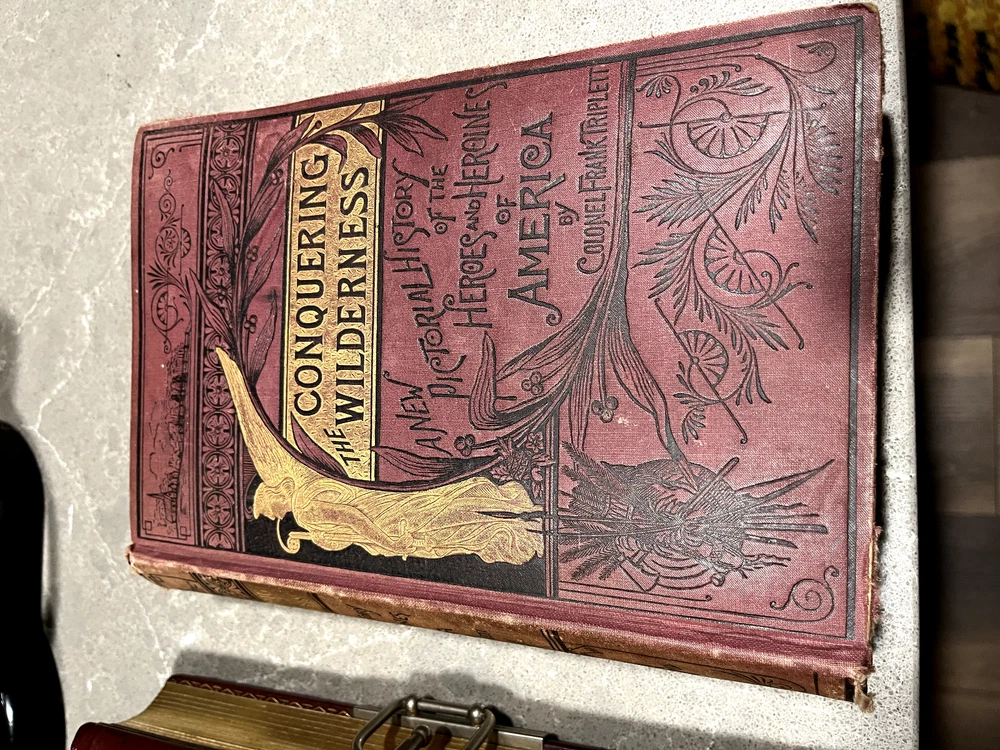 CONQUERING
THE WILDERNESS
A NEW
PICTORIAL HISTORY
OF THE
HEROES AND HEROINES
OF
AMERICA
BY
COLONEL FRANK TRIPLETT